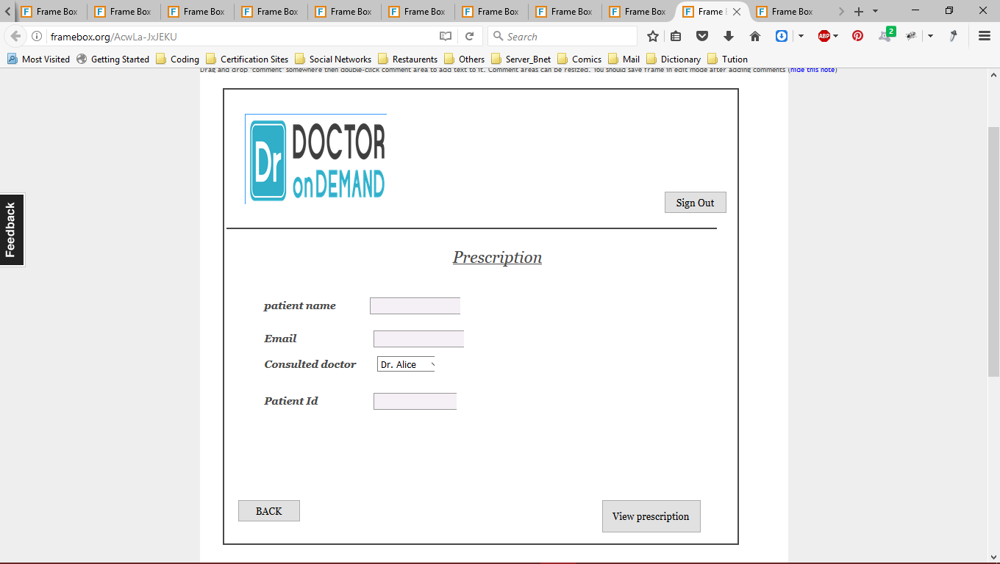 Frame Box Frame Box Frame Box Frame Box Frame Box Frame Box Frame Box Frame Box Frame Box Frame Frame Box
framebox.org/AcwLa-JxJEKU Search ABP 2
Most Visited Getting Started Coding Certification Sites Social Networks Restaurents Others Server_Bnet Comics Mail Dictionary Tution
Drag and drop "comment" somewhere then double-click comment area to add text to it. Comment areas can be resized. You should save frame in edit mode after adding comments (hide this note)
Dr DOCTOR
onDEMAND
Sign Out
Feedback
Prescription
patient name
Email
Consulted doctor Dr. Alice
Patient Id
BACK View prescription